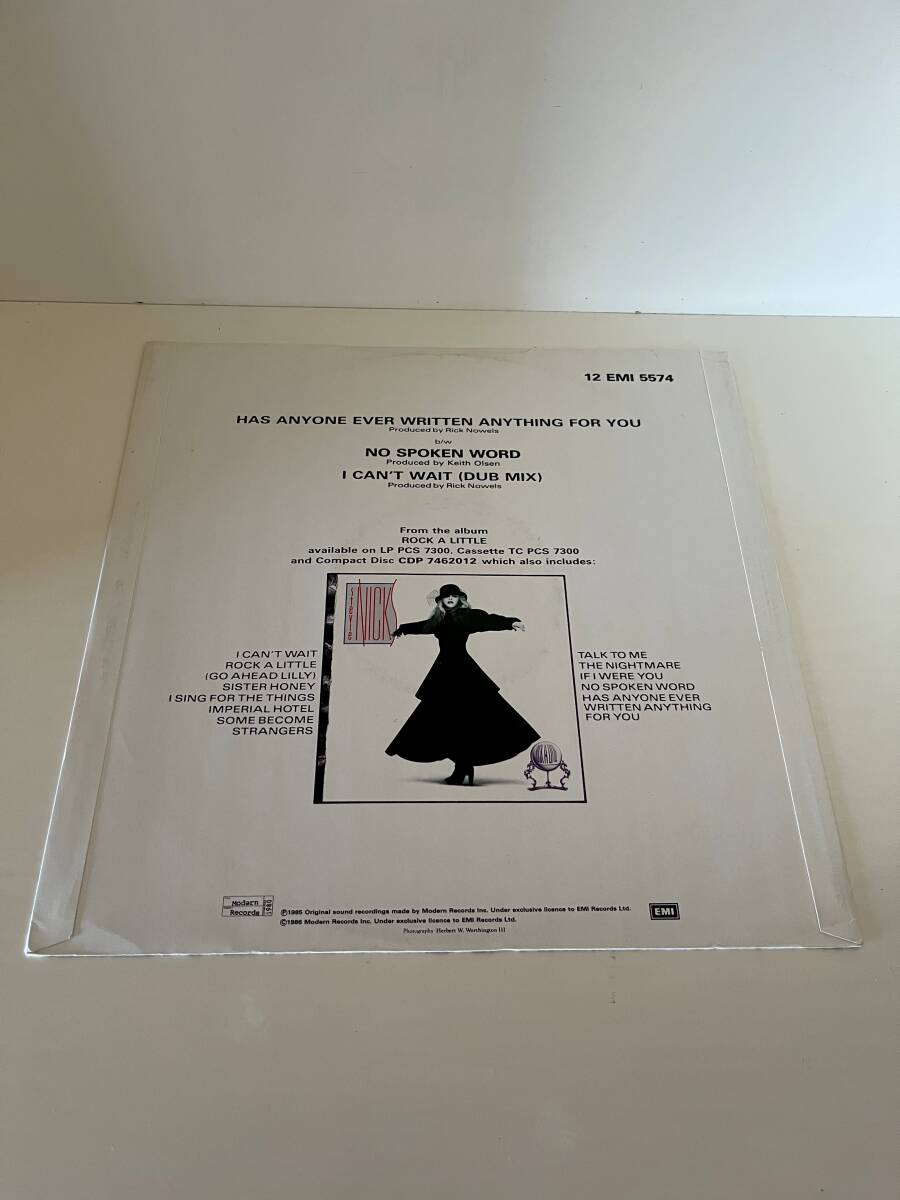 12 EMI 5574
HAS ANYONE EVER WRITTEN ANYTHING FOR YOU
Produced by Rick Nowels
b/w
NO SPOKEN WORD
Produced by Keith Olsen
I CAN'T WAIT (DUB MIX)
Produced by Rick Nowels
From the album
ROCK A LITTLE
available on LP PCS 7300, Cassette TC PCS 7300
and Compact Disc CDP 7462012 which also includes:
STEVIE
NICKS
I CAN'T WAIT
ROCK A LITTLE
(GO AHEAD LILLY)
SISTER HONEY
I SING FOR THE THINGS
IMPERIAL HOTEL
SOME BECOME
STRANGERS
TALK TO ME
THE NIGHTMARE
IF I WERE YOU
NO SPOKEN WORD
HAS ANYONE EVER
WRITTEN ANYTHING
FOR YOU
Modern
Records
1980
℗1985 Original sound recordings made by Modern Records Inc. Under exclusive licence to EMI Records Ltd.
©1986 Modern Records Inc. Under exclusive licence to EMI Records Ltd.
Photography Herbert W. Worthington III
EMI